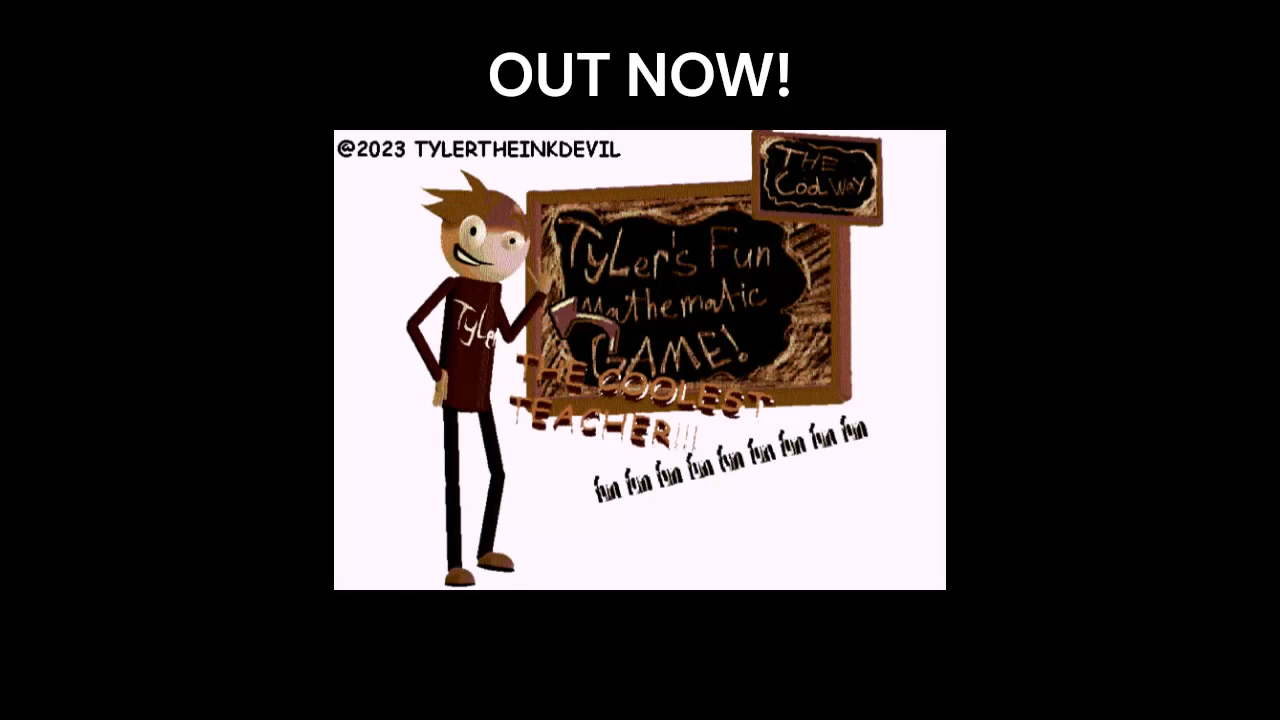 OUT NOW!
@2023 TYLERTHEINKDEVIL
THE
Cool Way
TyLer's Fun
Mathematic
GAME!
Tyler
THE COOLEST
TEACHER!!!
fun fun fun fun fun fun fun fun fun